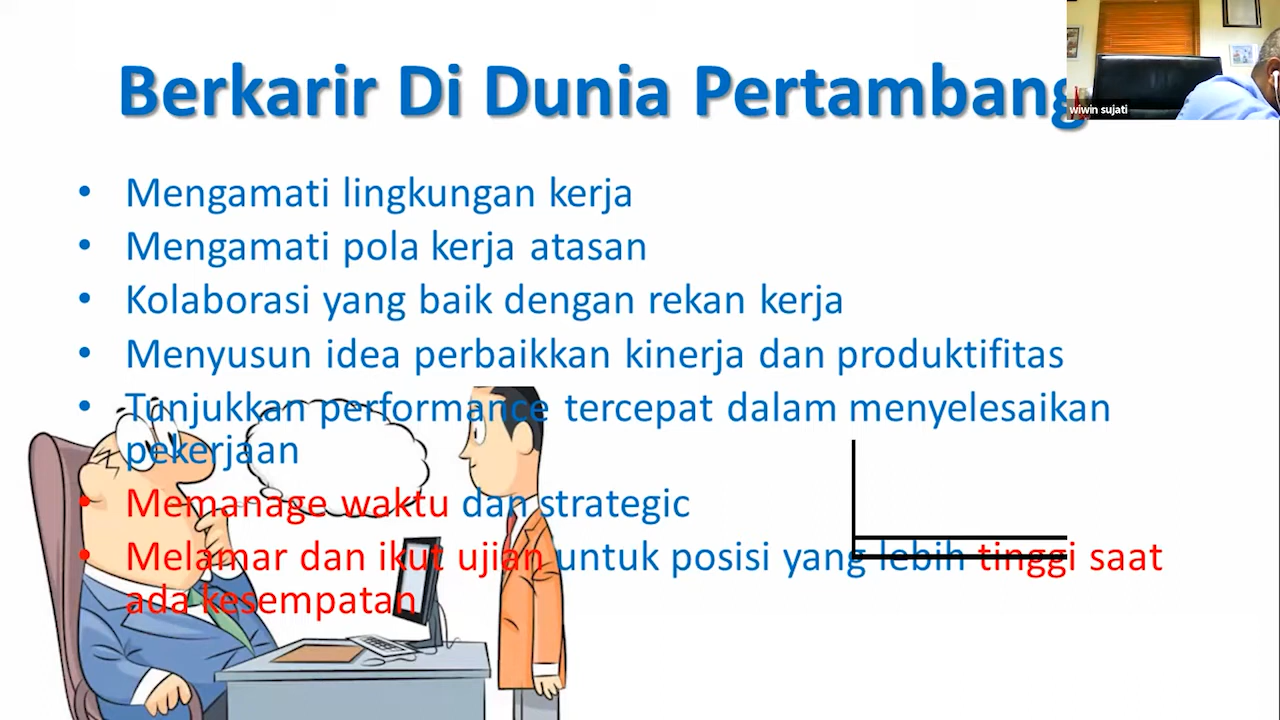 Berkarir Di Dunia Pertambang
wiwin sujati
• Mengamati lingkungan kerja
• Mengamati pola kerja atasan
• Kolaborasi yang baik dengan rekan kerja
• Menyusun idea perbaikkan kinerja dan produktifitas
• Tunjukkan performance tercepat dalam menyelesaikan
pekerjaan
• Memanage waktu dan strategic
• Melamar dan ikut ujian untuk posisi yang lebih tinggi saat
ada kesempatan